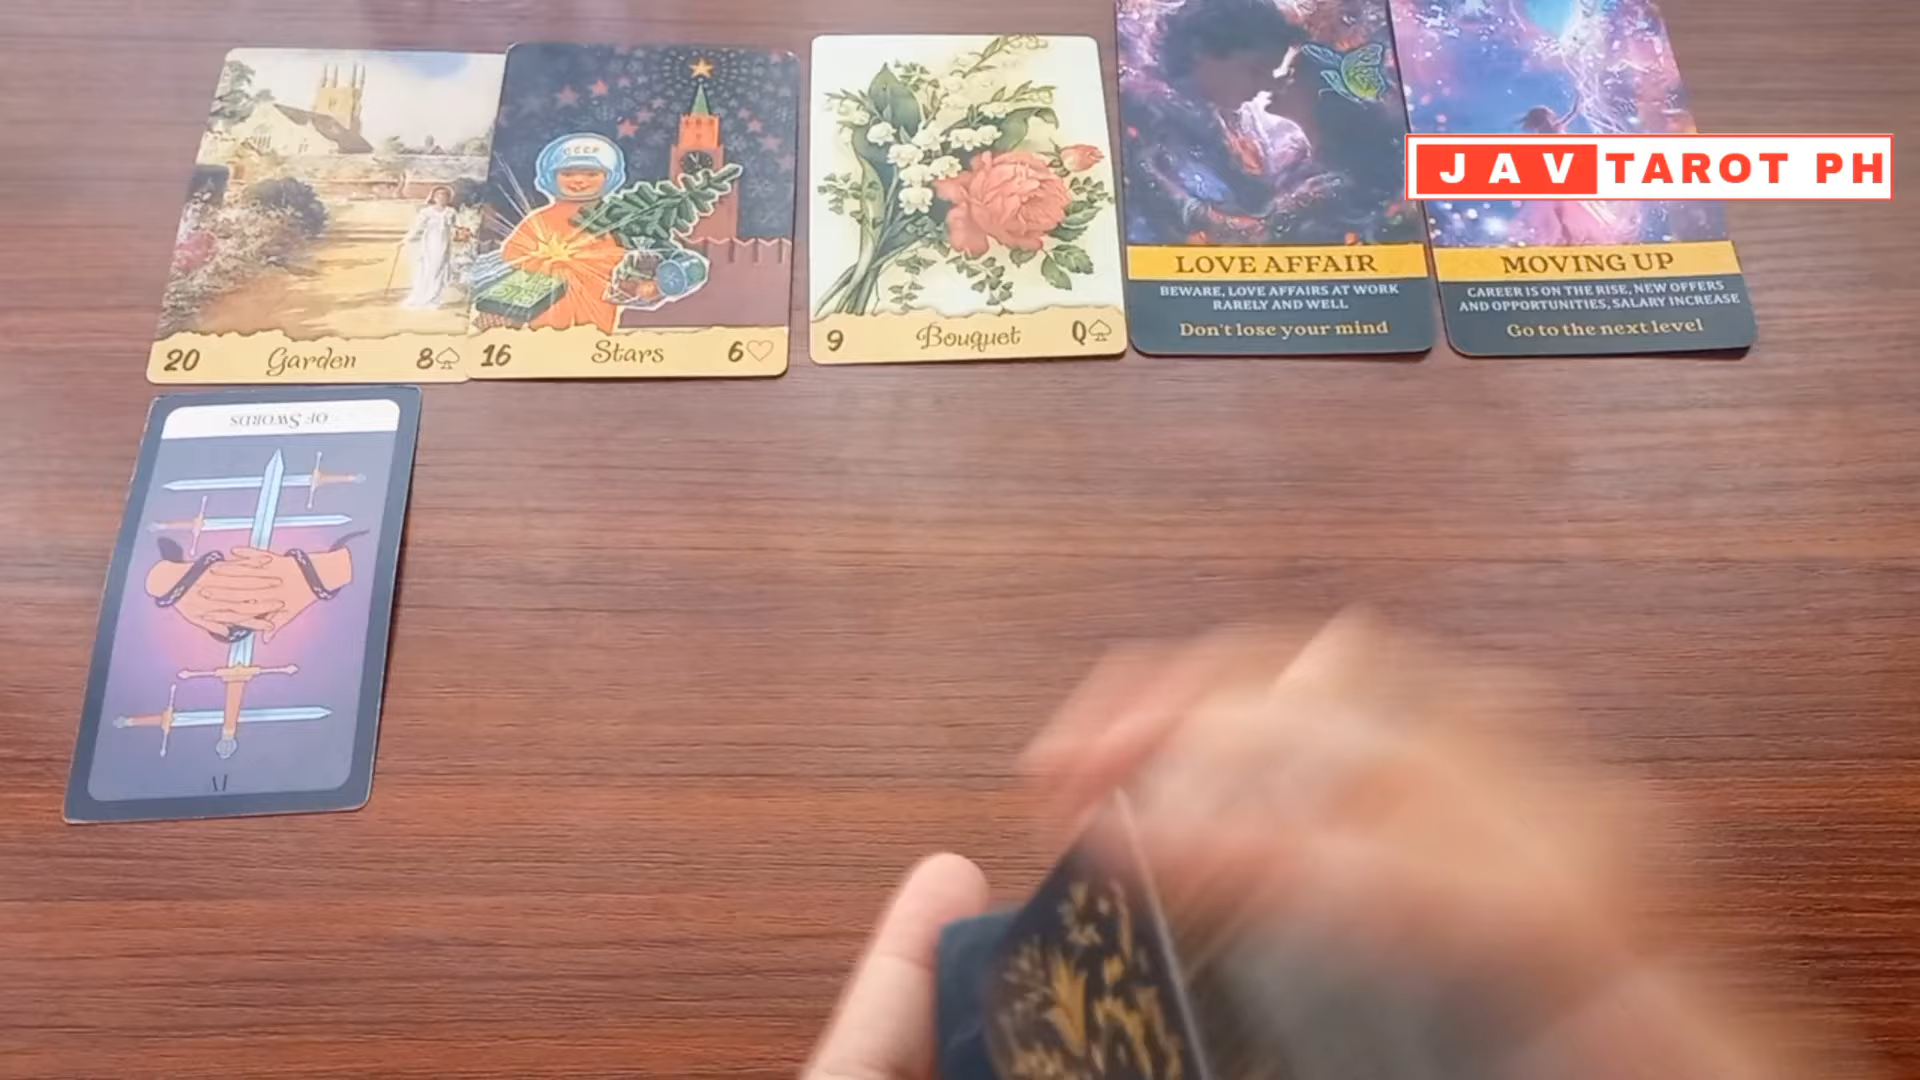 CCCP
20 Garden 8
16 Stars 6
9 Bouquet Q
LOVE AFFAIR
BEWARE, LOVE AFFAIRS AT WORK
RARELY AND WELL
Don't lose your mind
MOVING UP
CAREER IS ON THE RISE, NEW OFFERS
AND OPPORTUNITIES, SALARY INCREASE
Go to the next level
JAV TAROT PH
OF SWORDS